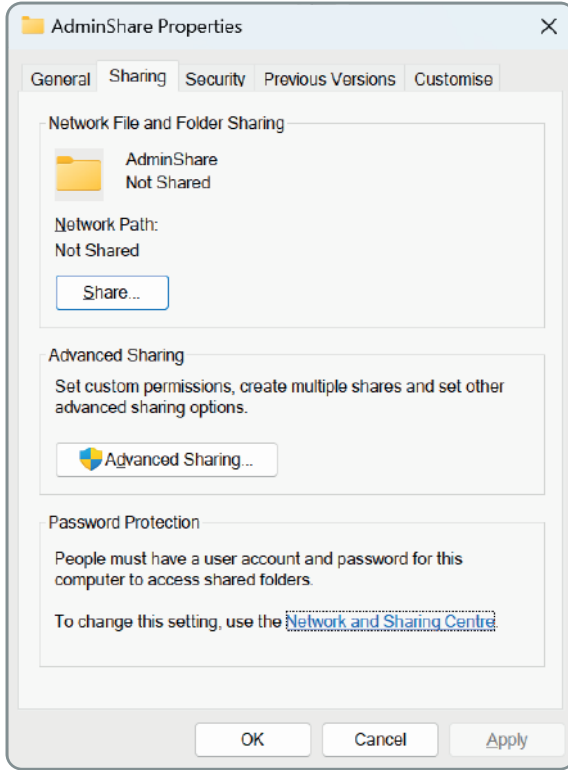 AdminShare Properties
General Sharing Security Previous Versions Customise
Network File and Folder Sharing
AdminShare
Not Shared
Network Path:
Not Shared
Share...
Advanced Sharing
Set custom permissions, create multiple shares and set other
advanced sharing options.
Advanced Sharing...
Password Protection
People must have a user account and password for this
computer to access shared folders.
To change this setting, use the Network and Sharing Centre.
OK Cancel Apply